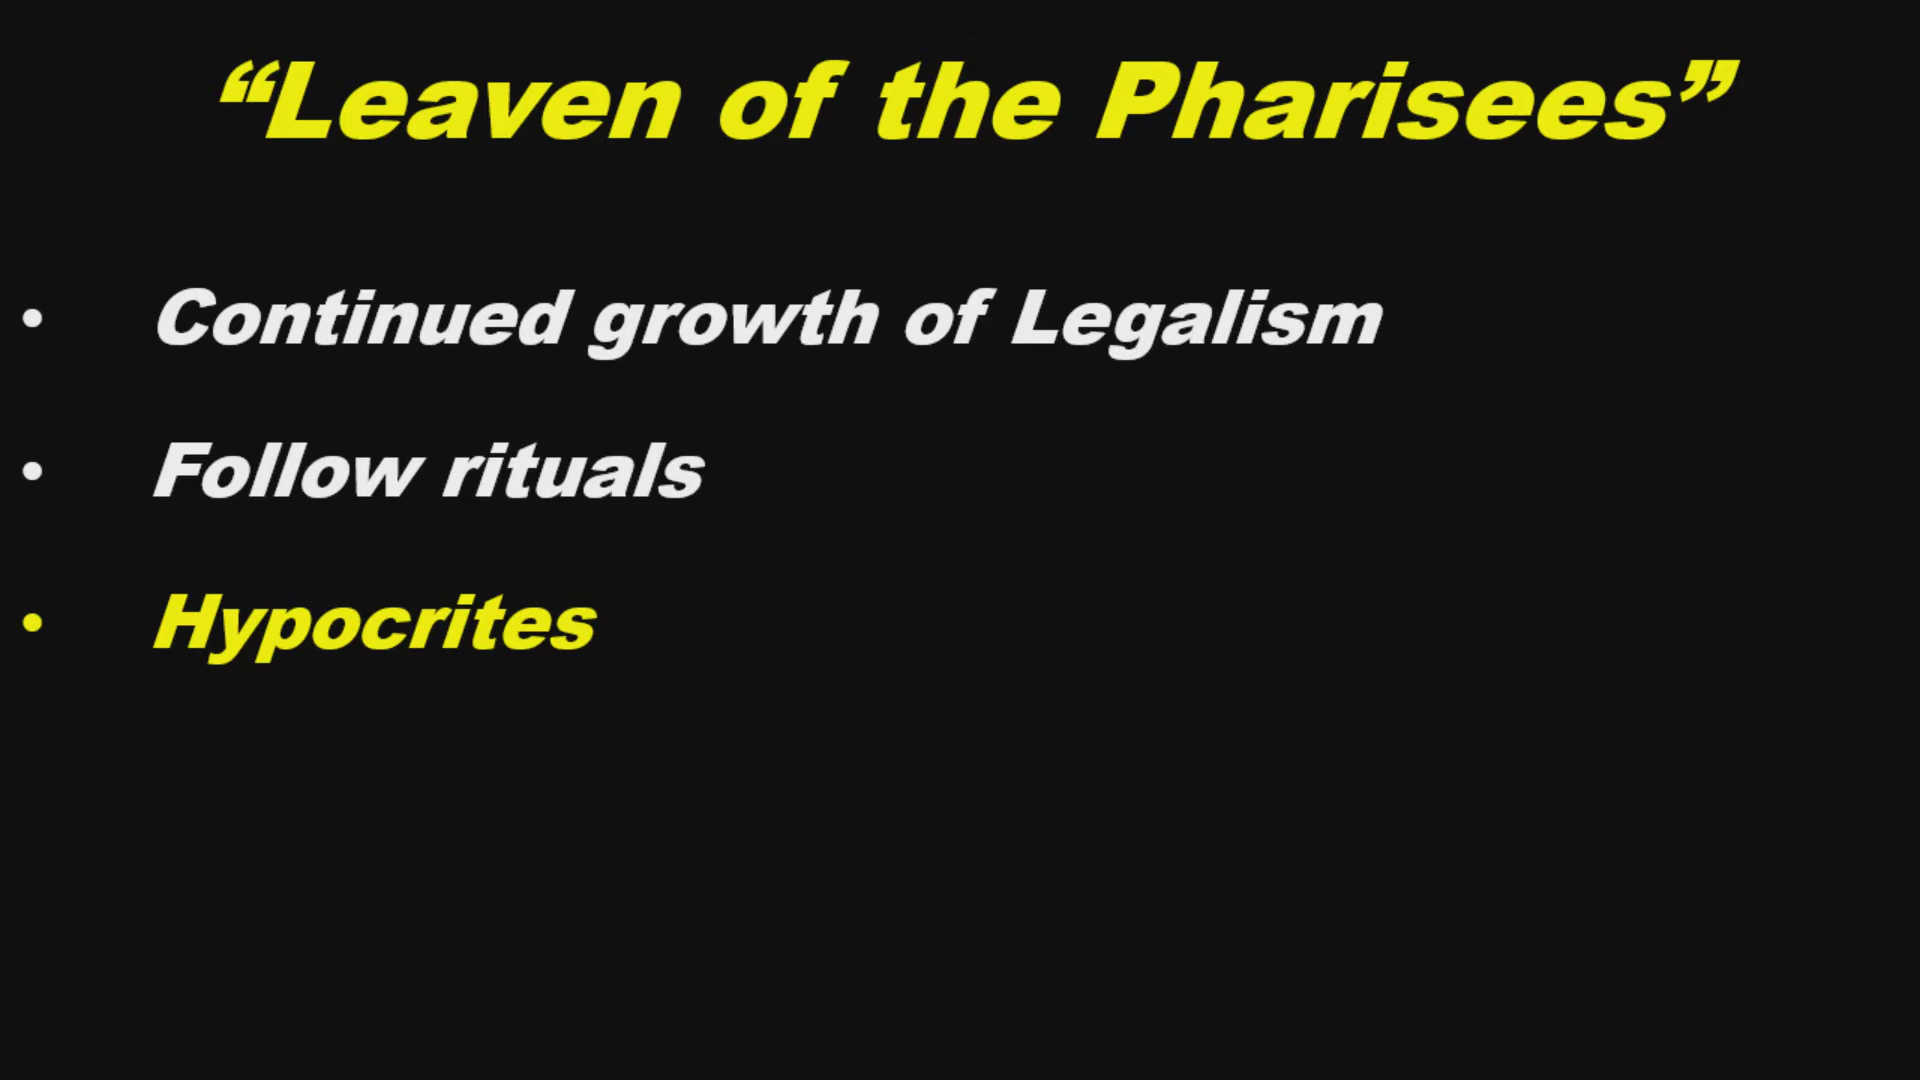 “Leaven of the Pharisees”
• Continued growth of Legalism
• Follow rituals
• Hypocrites